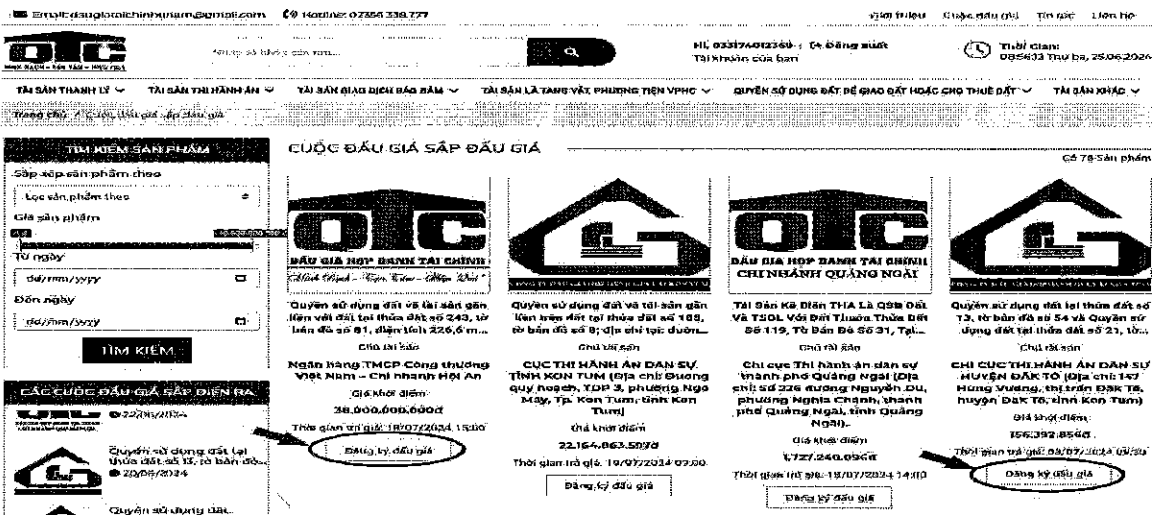 Email: daugiataichinhqnam@gmail.com
Hotline: 02356 339 777
Giới thiệu Cuộc đấu giá Tin tức Liên hệ
OTC
Hi, 033174012360
Đăng xuất
Tài khoản của bạn
Thời Gian:
Thứ ba, 25.06.2024
TÀI SẢN THANH LÝ
TÀI SẢN THI HÀNH ÁN
TÀI SẢN GIAO DỊCH BẢO ĐẢM
TÀI SẢN LÀ TANG VẬT, PHƯƠNG TIỆN VPHC
QUYỀN SỬ DỤNG ĐẤT ĐỂ GIAO ĐẤT HOẶC CHO THUÊ ĐẤT
TÀI SẢN KHÁC
Trang chủ / Cuộc đấu giá sắp đấu giá
TÌM KIẾM SẢN PHẨM
Sắp xếp sản phẩm theo
Lọc sản phẩm theo
Giá sản phẩm
Từ ngày
dd/mm/yyyy
Đến ngày
dd/mm/yyyy
TÌM KIẾM
CÁC CUỘC ĐẤU GIÁ SẮP DIỄN RA
22/06/2024
Quyền sử dụng đất tại
thửa đất số 13, tờ bản đồ...
20/06/2024
Quyền sử dụng đất...
CUỘC ĐẤU GIÁ SẮP ĐẤU GIÁ
Có 78 Sản phẩm
OTC
ĐẤU GIÁ HỢP DANH TÀI CHÍNH
Quyền sử dụng đất và tài sản gắn
liền với đất tại thửa đất số 243, tờ
bản đồ số 81, diện tích 226,6 m...
Chủ tài sản
Ngân hàng TMCP Công thương
Việt Nam – Chi nhánh Hội An
Giá khởi điểm
38.000.000.000đ
Thời gian trả giá: 18/07/2024 15:00
Đăng ký đấu giá
Quyền sử dụng đất và tài sản gắn
liền trên đất tại thửa đất số 188,
tờ bản đồ số 8; địa chỉ tại: đường...
Chủ tài sản
CỤC THI HÀNH ÁN DÂN SỰ
TỈNH KON TUM (Địa chỉ: Đường
quy hoạch, TDP 3, phường Ngô
Mây, Tp. Kon Tum, tỉnh Kon
Tum)
Giá khởi điểm
22.164.863.507đ
Thời gian trả giá: 19/07/2024 09:00
Đăng ký đấu giá
OTC
ĐẤU GIÁ HỢP DANH TÀI CHÍNH
CHI NHÁNH QUẢNG NGÃI
Tài Sản Kê Biên THA Là QSD Đất
Và TSGL Với Đất Thuộc Thửa Đất
Số 119, Tờ Bản Đồ Số 31, Tại...
Chủ tài sản
Chi cục Thi hành án dân sự
thành phố Quảng Ngãi (Địa
chỉ: Số 226 đường Nguyễn Du,
phường Nghĩa Chánh, thành
phố Quảng Ngãi, tỉnh Quảng
Ngãi).
Giá khởi điểm
1.727.240.096đ
Thời gian trả giá: 18/07/2024 14:00
Đăng ký đấu giá
Quyền sử dụng đất tại thửa đất số
13, tờ bản đồ số 54 và Quyền sử
dụng đất tại thửa đất số 21, tờ...
Chủ tài sản
CHI CỤC THI HÀNH ÁN DÂN SỰ
HUYỆN ĐĂK TÔ (Địa chỉ: 147
Hùng Vương, thị trấn Đăk Tô,
huyện Đăk Tô, tỉnh Kon Tum)
Giá khởi điểm
156.392.856đ
Đăng ký đấu giá